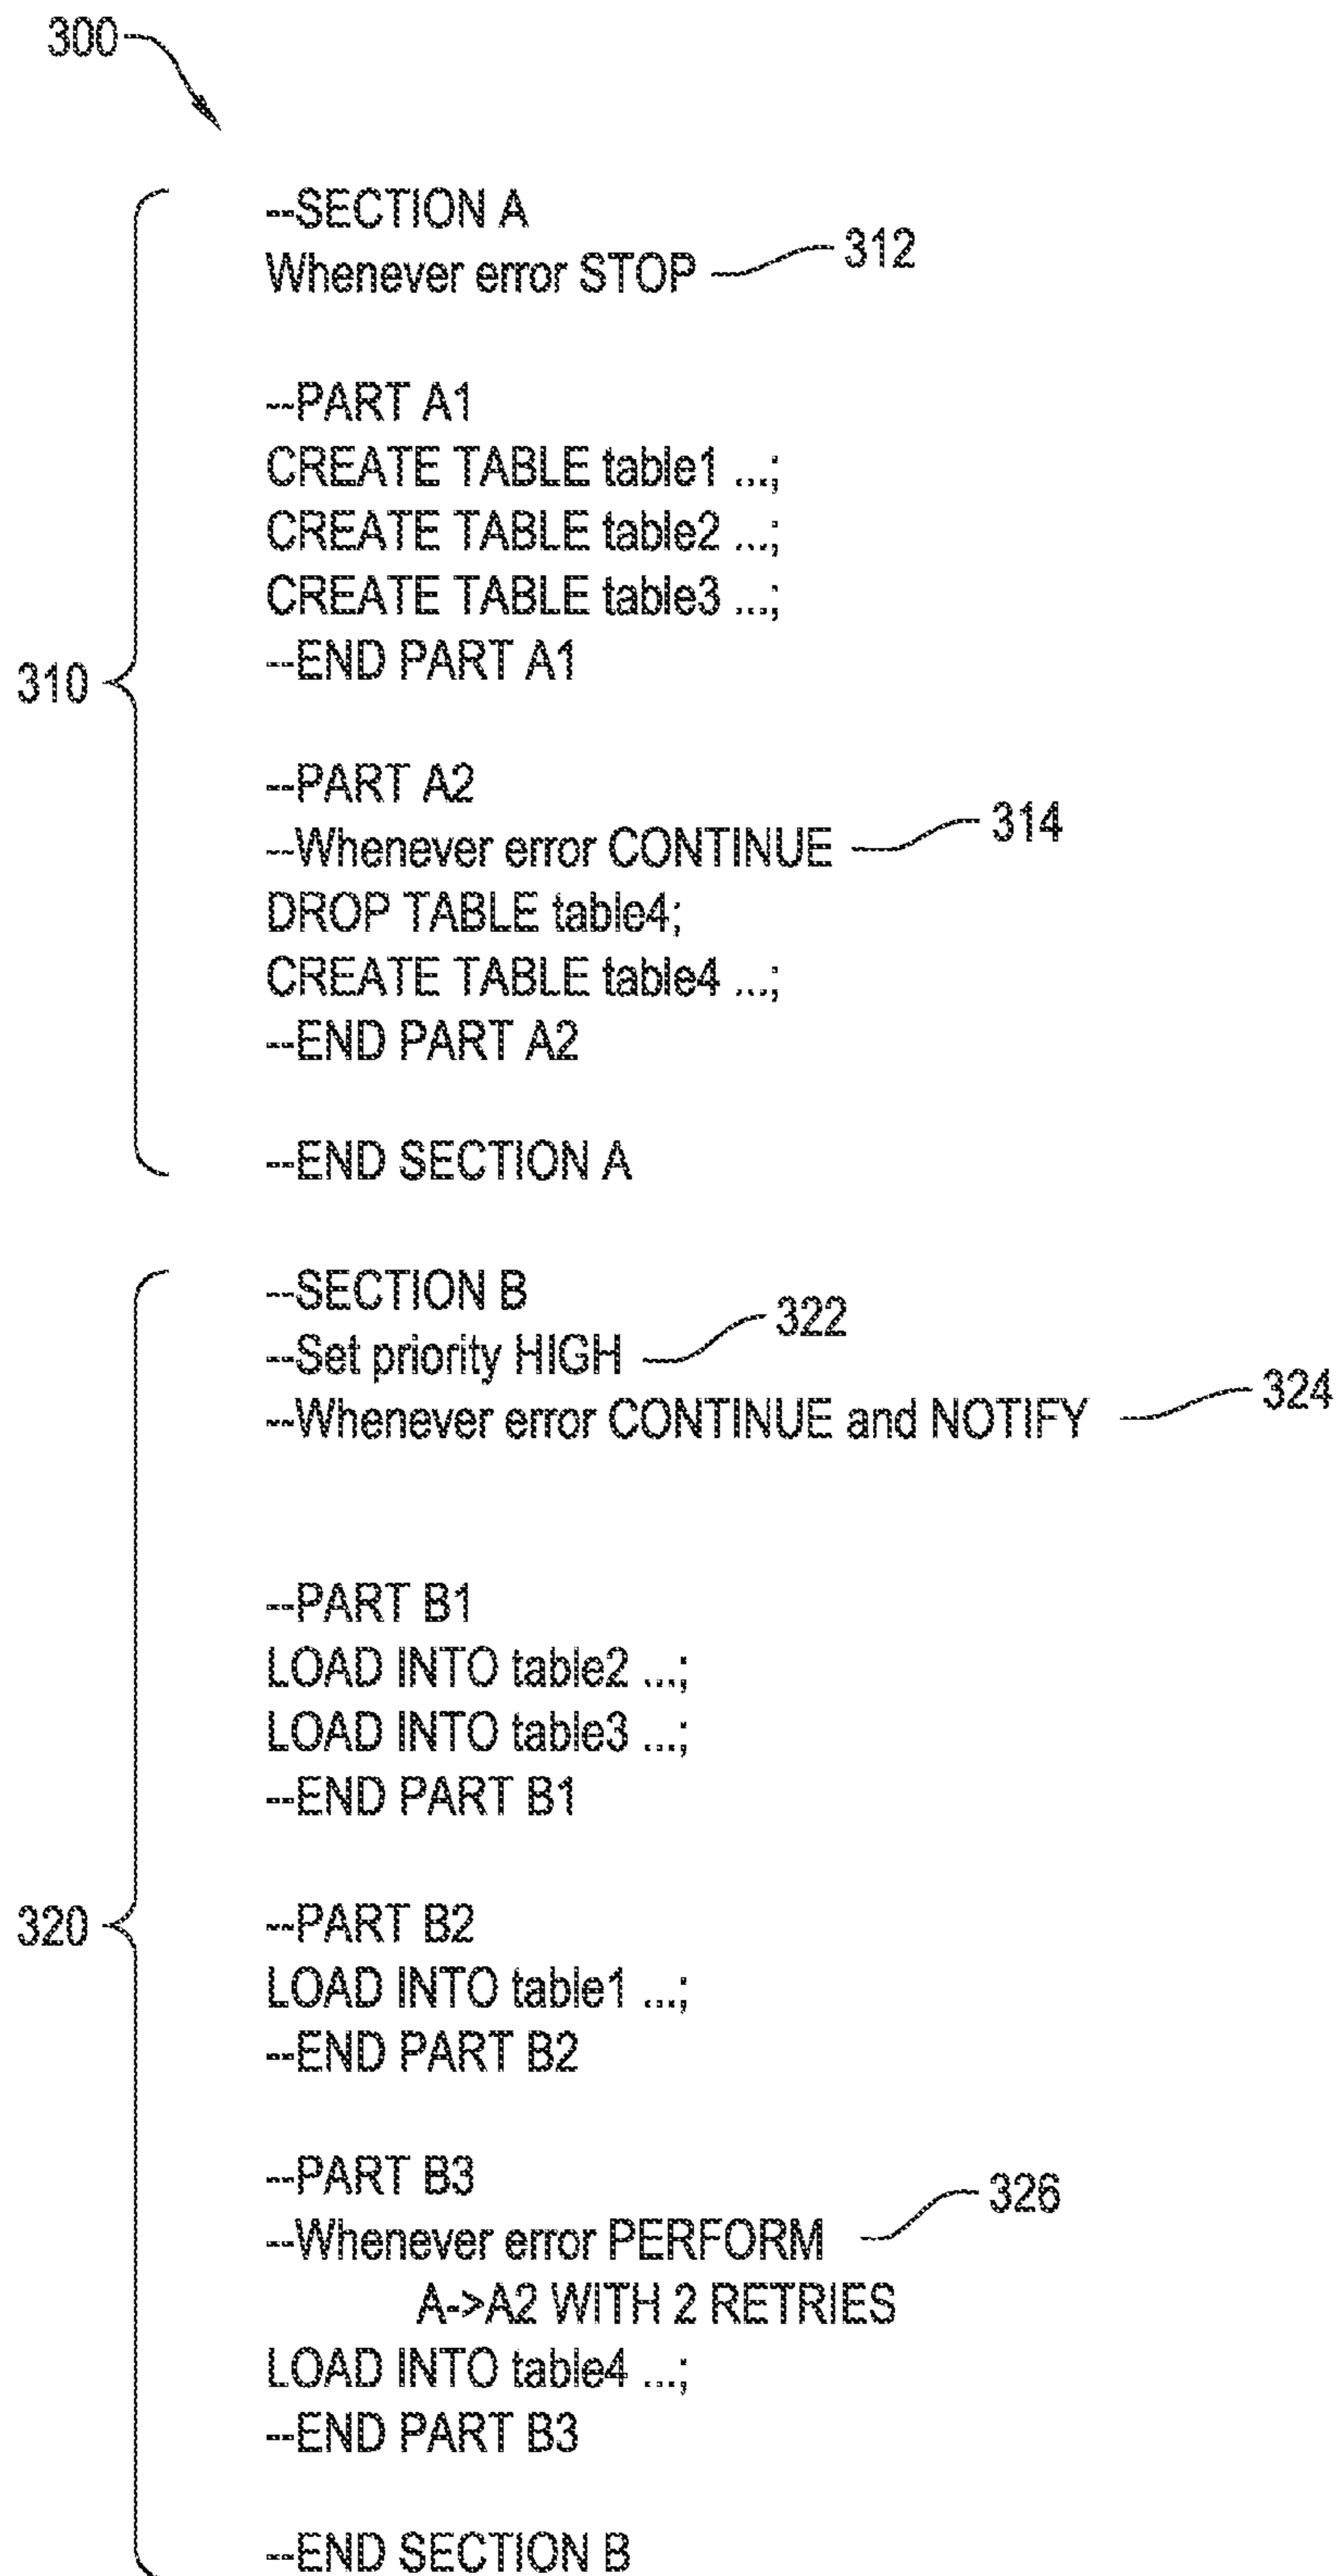 300
--SECTION A
Whenever error STOP 312
--PART A1
CREATE TABLE table1 ...;
CREATE TABLE table2 ...;
CREATE TABLE table3 ...;
--END PART A1
310
--PART A2
--Whenever error CONTINUE 314
DROP TABLE table4;
CREATE TABLE table4 ...;
--END PART A2
--END SECTION A
--SECTION B
--Set priority HIGH 322
--Whenever error CONTINUE and NOTIFY 324
--PART B1
LOAD INTO table2 ...;
LOAD INTO table3 ...;
--END PART B1
320
--PART B2
LOAD INTO table1 ...;
--END PART B2
--PART B3
--Whenever error PERFORM 326
A->A2 WITH 2 RETRIES
LOAD INTO table4 ...;
--END PART B3
--END SECTION B